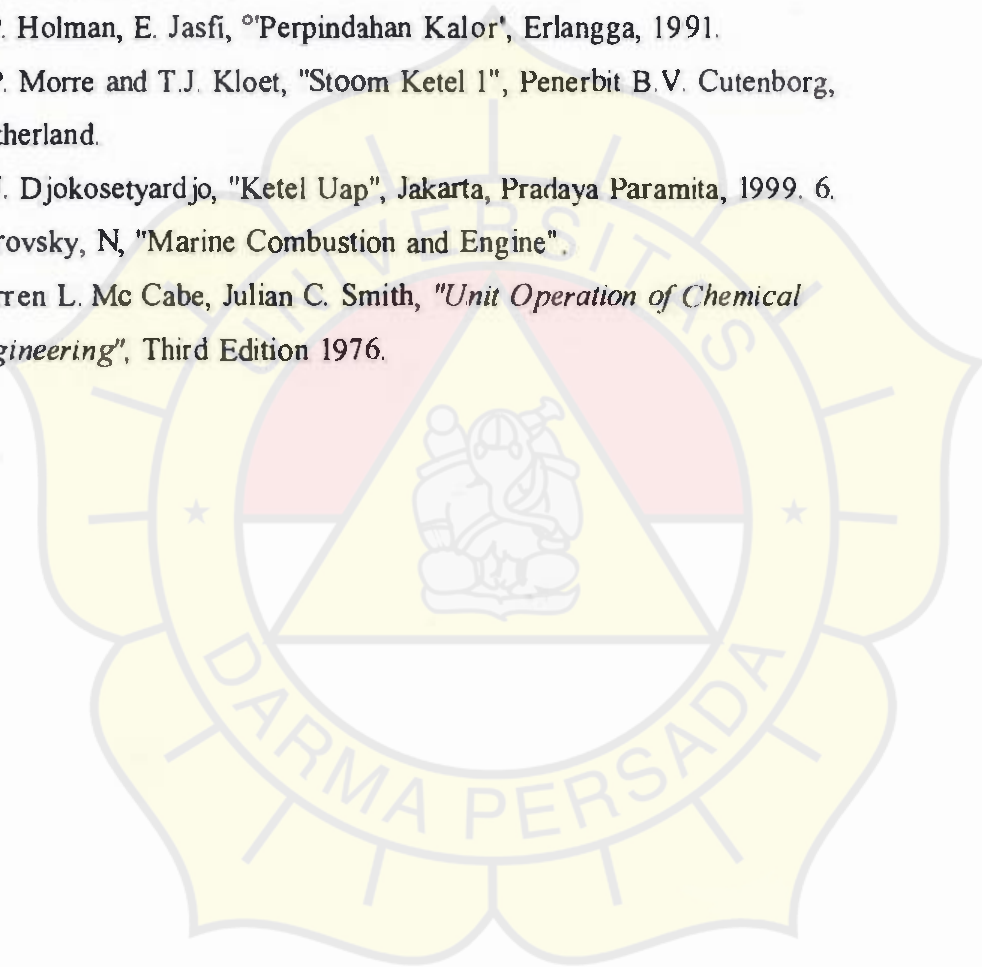 . Holman, E. Jasfi, °'Perpindahan Kalor', Erlangga, 1991.
. Morre and T.J. Kloet, "Stoom Ketel 1", Penerbit B.V. Cutenborg,
therland.
. Djokosetyardjo, "Ketel Uap", Jakarta, Pradaya Paramita, 1999. 6.
rovsky, N, "Marine Combustion and Engine".
rren L. Mc Cabe, Julian C. Smith, "Unit Operation of Chemical
gineering", Third Edition 1976.
UNIVERSITAS
DARMA PERSADA